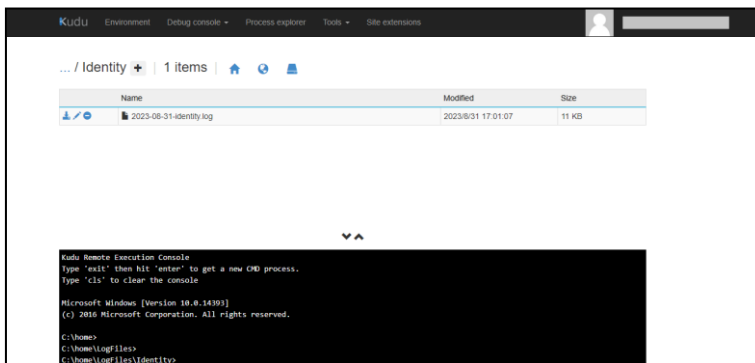 Kudu Environment Debug console Process explorer Tools Site extensions
... / Identity + | 1 items |
Name Modified Size
2023-08-31-identity.log 2023/8/31 17:01:07 11 KB
Kudu Remote Execution Console
Type 'exit' then hit 'enter' to get a new CMD process.
Type 'cls' to clear the console
Microsoft Windows [Version 10.0.14393]
(c) 2016 Microsoft Corporation. All rights reserved.
C:\home>
C:\home\LogFiles>
C:\home\LogFiles\Identity>